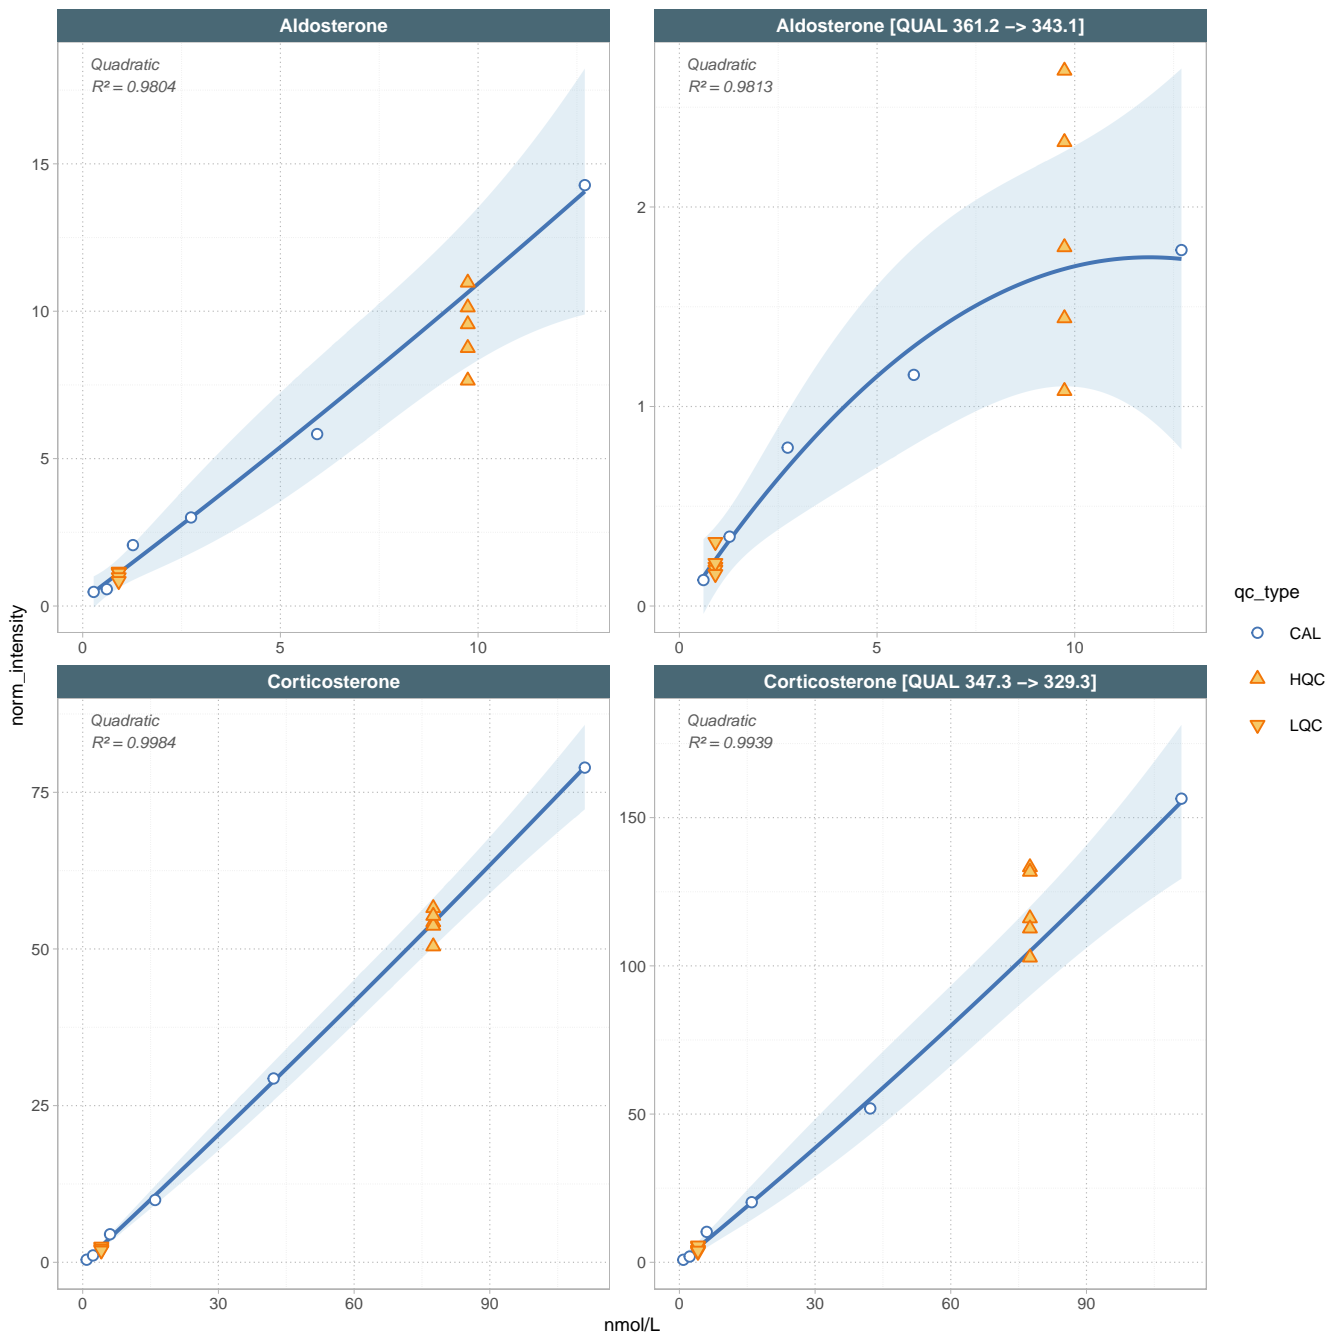 Aldosterone
Quadratic
R² = 0.9804
15
10
5
0
0 5 10
Aldosterone [QUAL 361.2 −> 343.1]
Quadratic
R² = 0.9813
2
1
0
0 5 10
Corticosterone
Quadratic
R² = 0.9984
75
50
25
0
0 30 60 90
Corticosterone [QUAL 347.3 −> 329.3]
Quadratic
R² = 0.9939
150
100
50
0
0 30 60 90
norm_intensity
nmol/L
qc_type
CAL
HQC
LQC